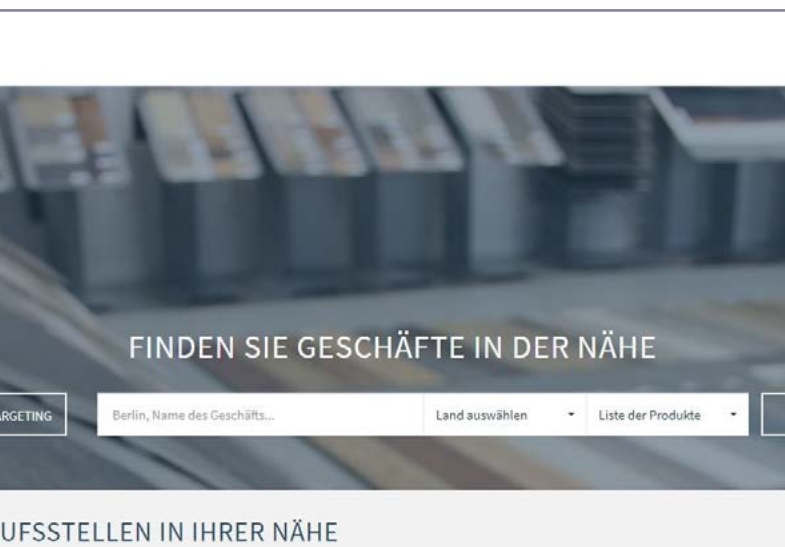 FINDEN SIE GESCHÄFTE IN DER NÄHE
ARGETING Berlin, Name des Geschäfts... Land auswählen Liste der Produkte
UFSSTELLEN IN IHRER NÄHE